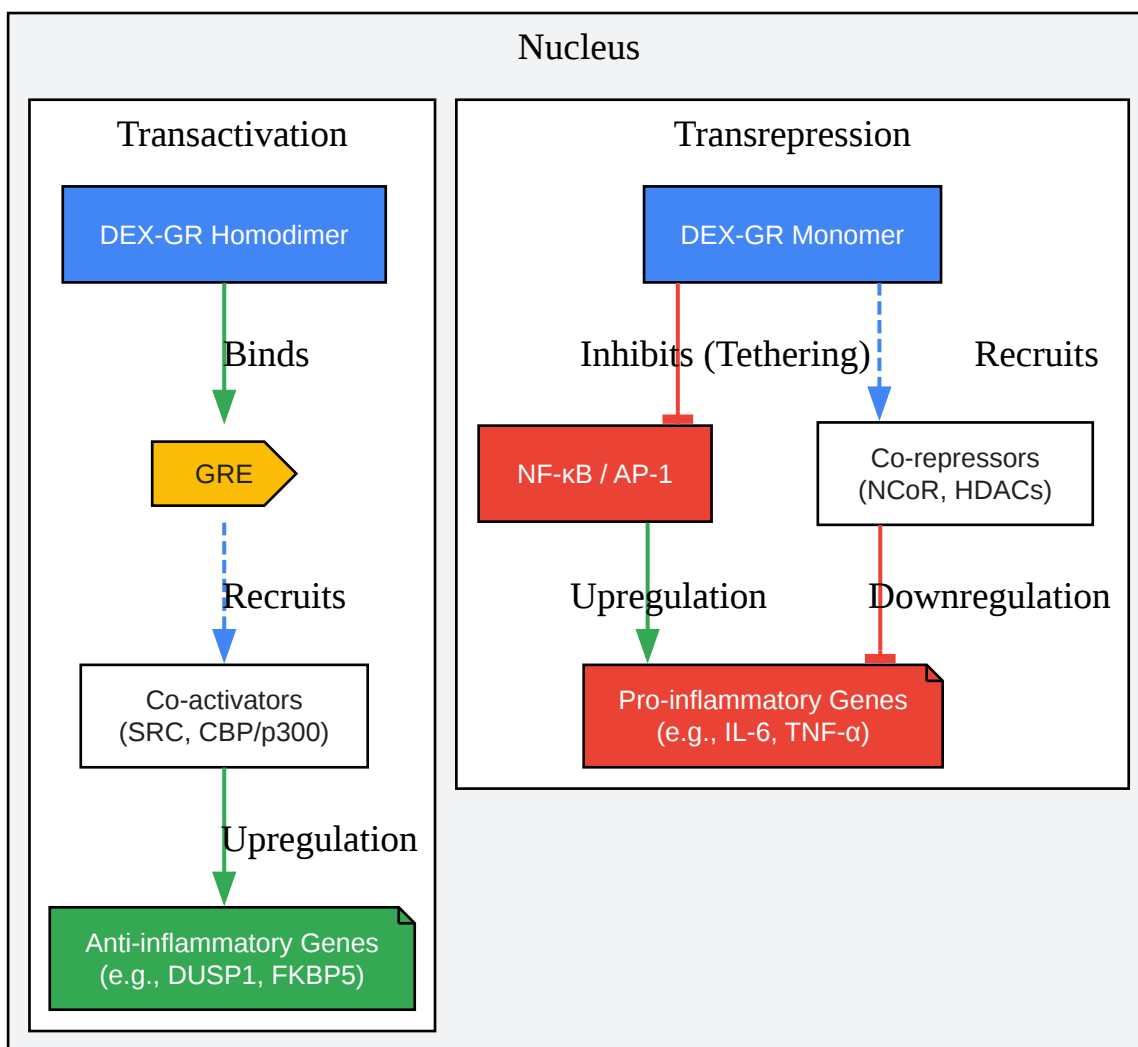 Nucleus
Transactivation
DEX-GR Homodimer
Binds
GRE
Recruits
Co-activators
(SRC, CBP/p300)
Upregulation
Anti-inflammatory Genes
(e.g., DUSP1, FKBP5)
Transrepression
DEX-GR Monomer
Inhibits (Tethering)
Recruits
NF-κB / AP-1
Co-repressors
(NCoR, HDACs)
Upregulation
Downregulation
Pro-inflammatory Genes
(e.g., IL-6, TNF-α)